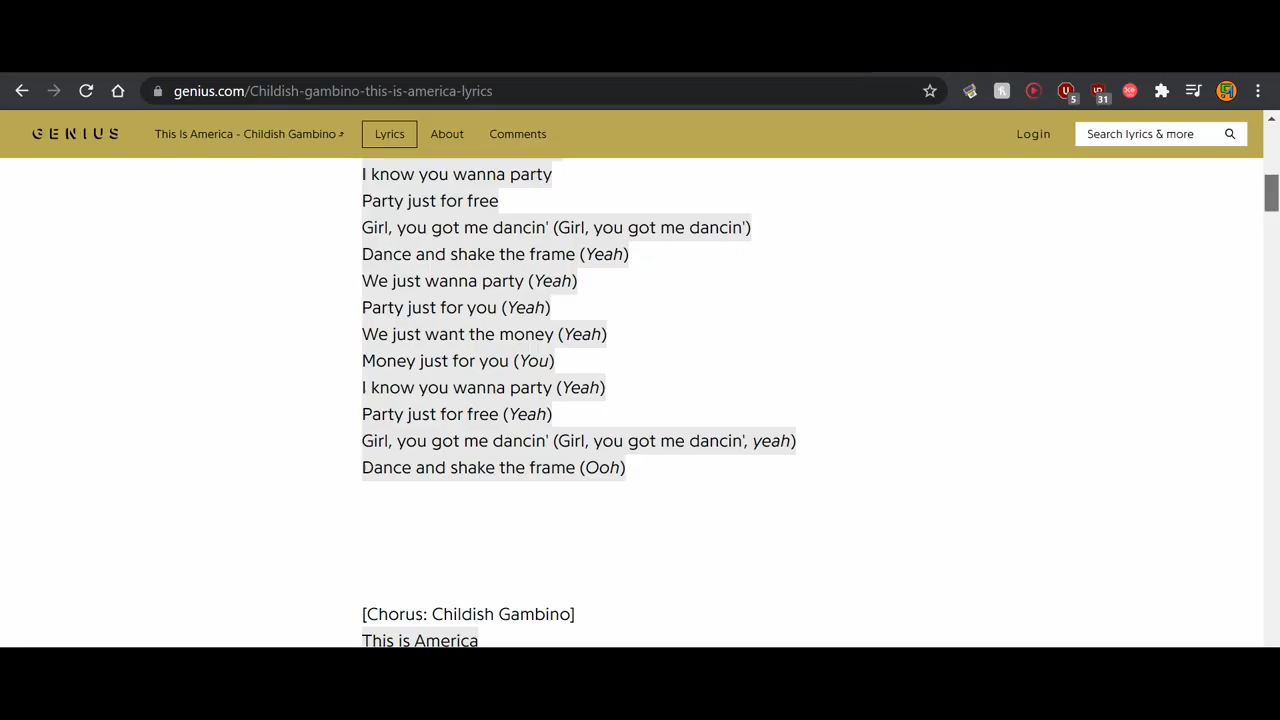 genius.com/Childish-gambino-this-is-america-lyrics
5
31
GENIUS
This Is America - Childish Gambino
Lyrics
About
Comments
Login
Search lyrics & more
I know you wanna party
Party just for free
Girl, you got me dancin' (Girl, you got me dancin')
Dance and shake the frame (Yeah)
We just wanna party (Yeah)
Party just for you (Yeah)
We just want the money (Yeah)
Money just for you (You)
I know you wanna party (Yeah)
Party just for free (Yeah)
Girl, you got me dancin' (Girl, you got me dancin', yeah)
Dance and shake the frame (Ooh)
[Chorus: Childish Gambino]
This is America